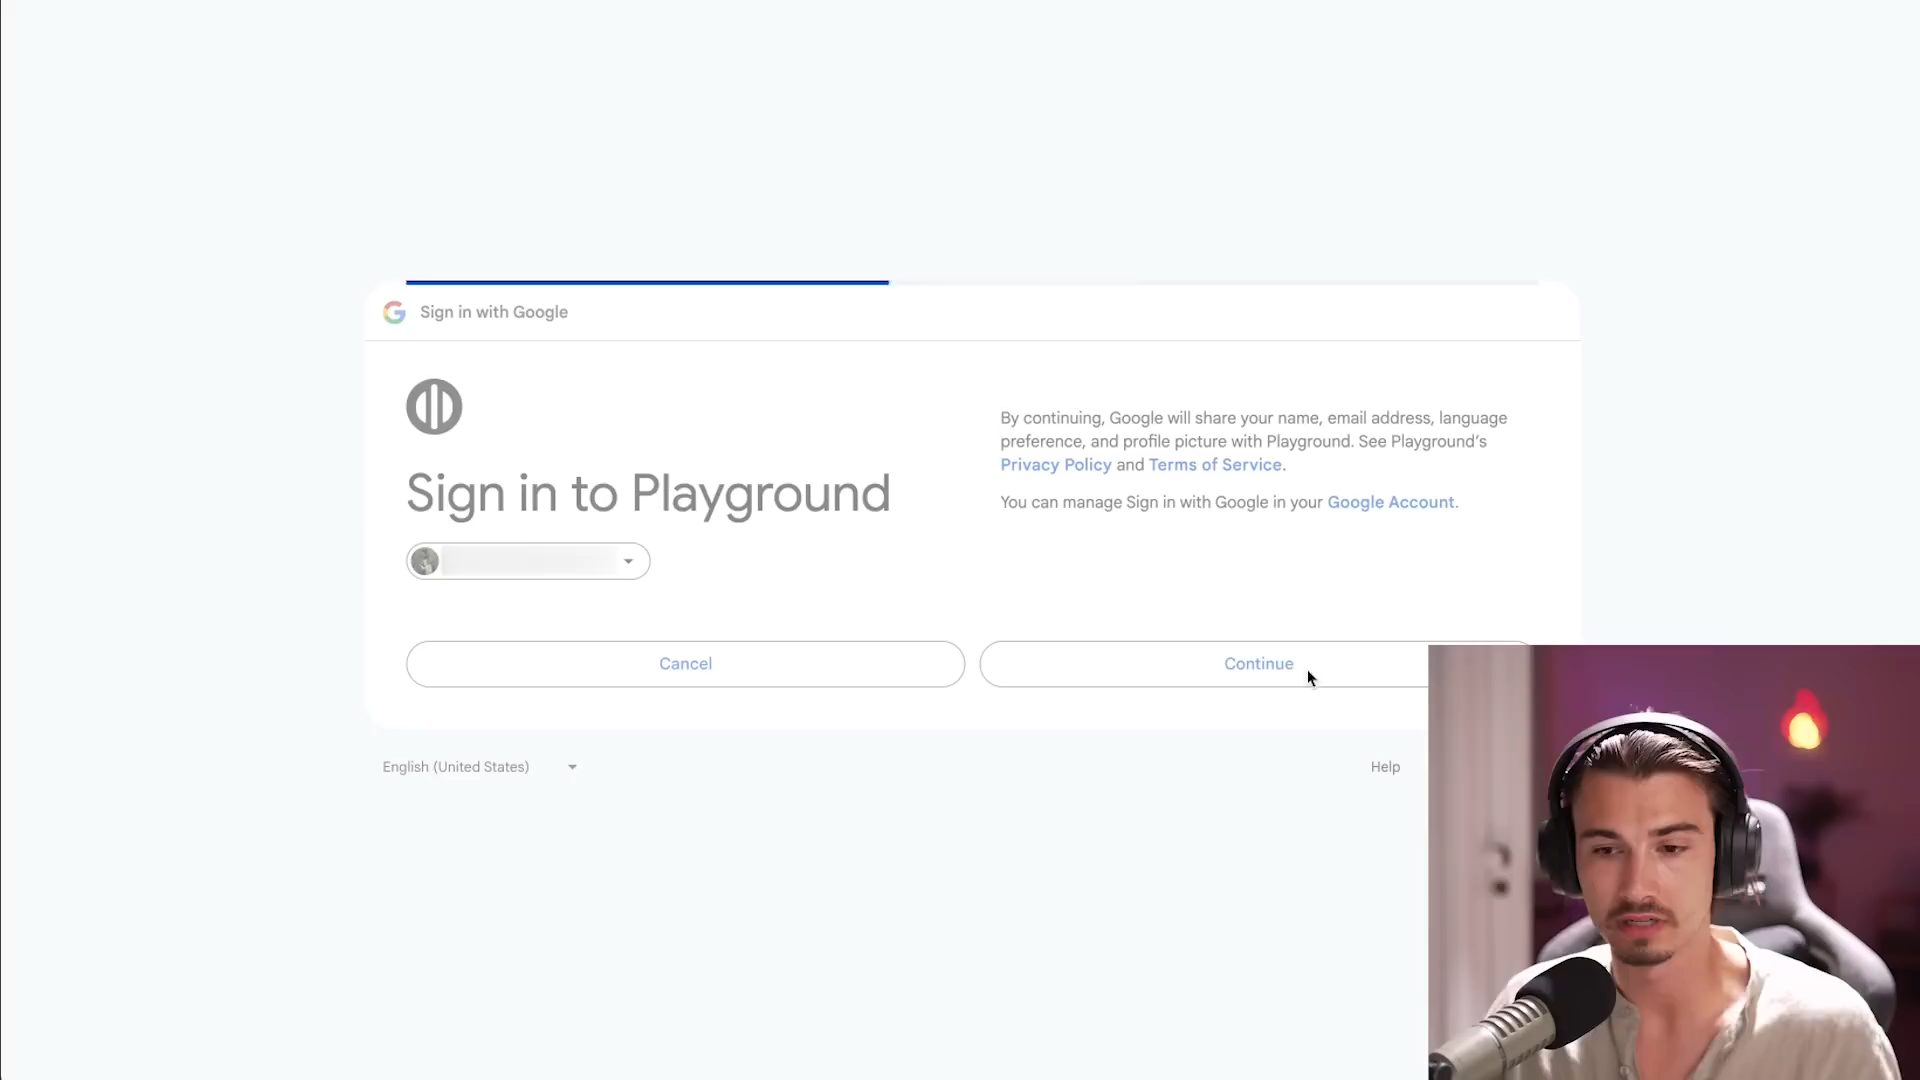 Sign in with Google
Sign in to Playground
By continuing, Google will share your name, email address, language
preference, and profile picture with Playground. See Playground's
Privacy Policy and Terms of Service.
You can manage Sign in with Google in your Google Account.
Cancel
Continue
English (United States)
Help